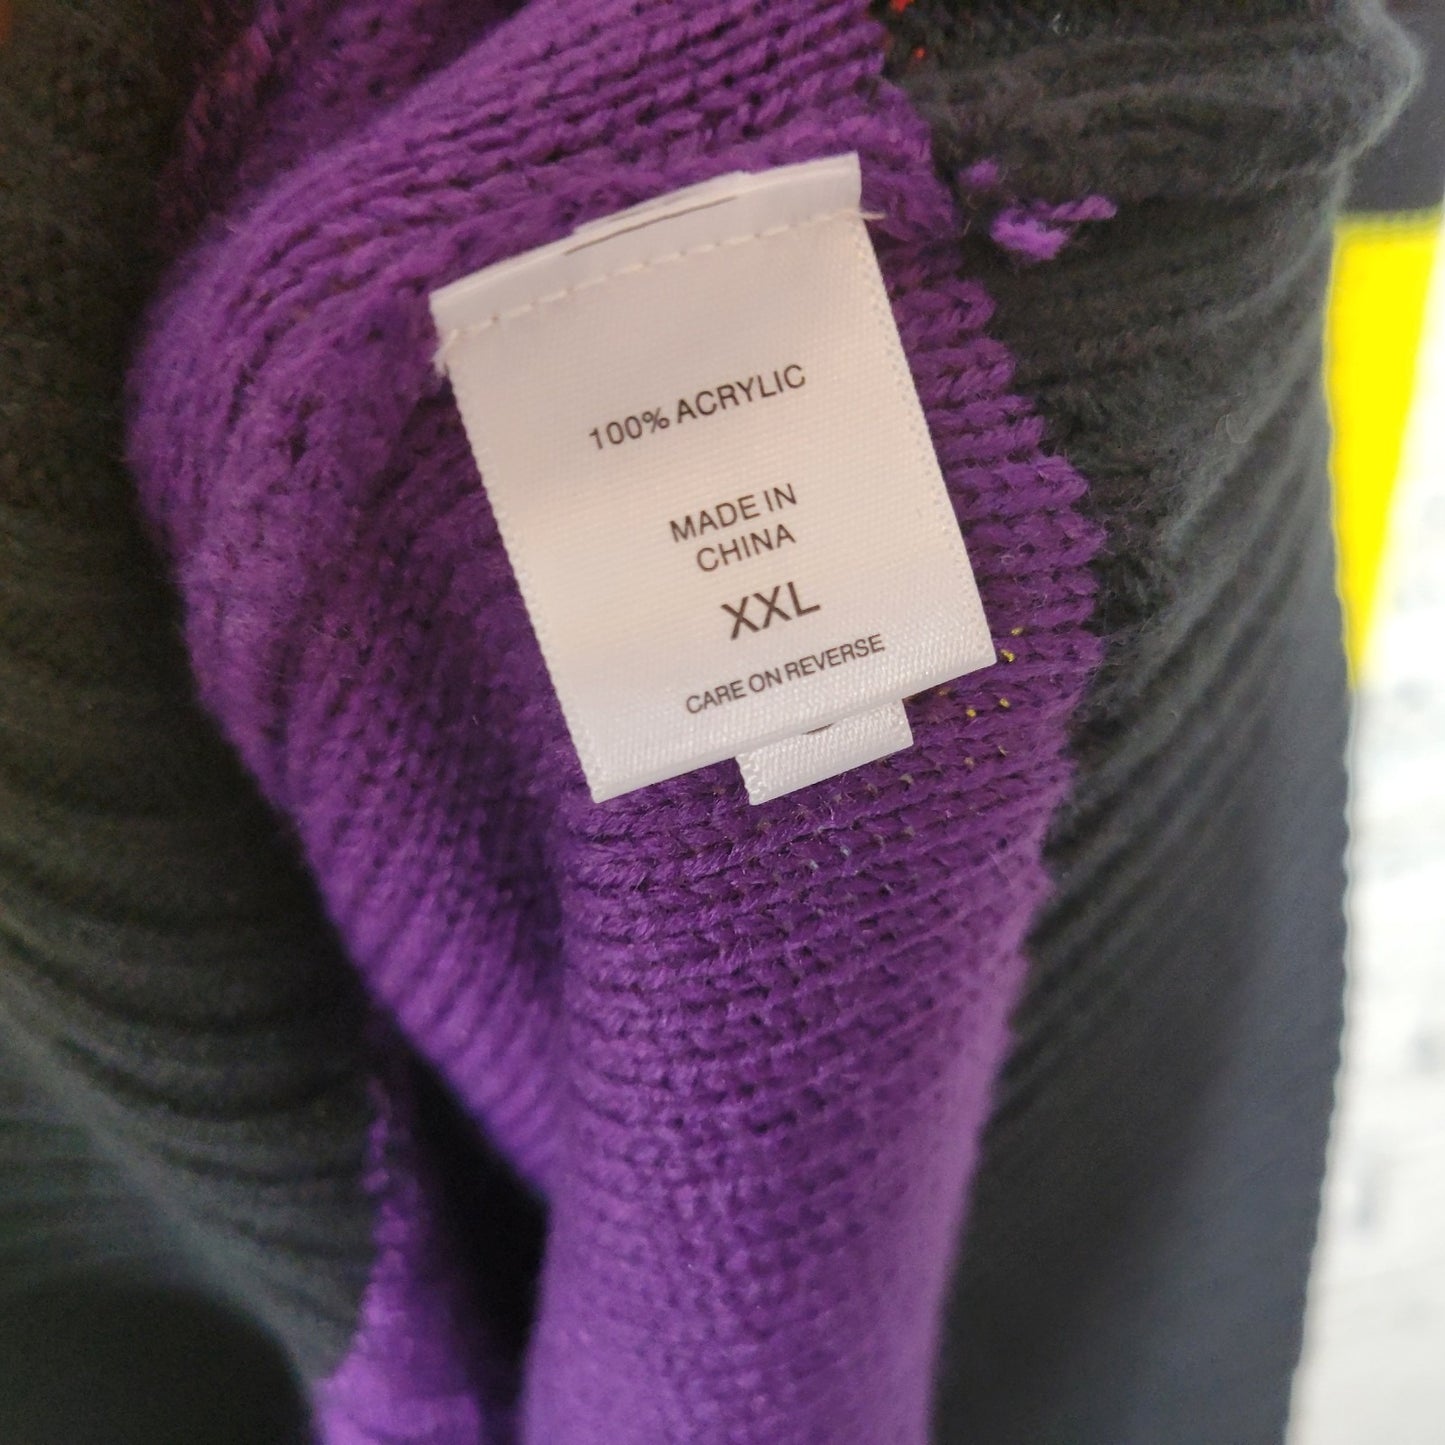 100% ACRYLIC
MADE IN
CHINA
XXL
CARE ON REVERSE